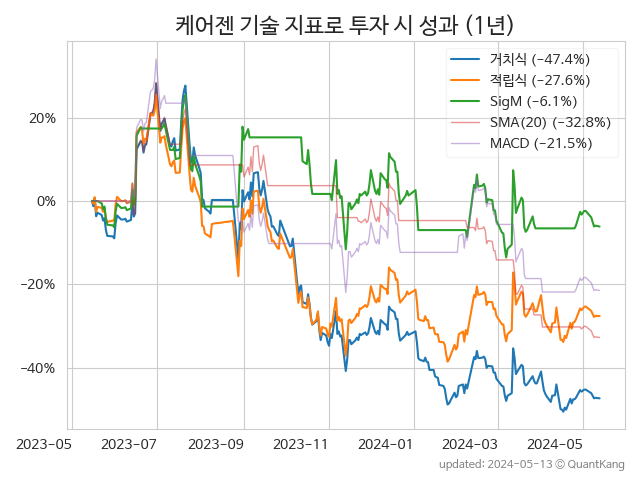 케어젠 기술 지표로 투자 시 성과 (1년)
거치식 (−47.4%)
적립식 (−27.6%)
SigM (−6.1%)
SMA(20) (−32.8%)
MACD (−21.5%)
20%
0%
−20%
−40%
2023-05 2023-07 2023-09 2023-11 2024-01 2024-03 2024-05
updated: 2024-05-13 © QuantKang